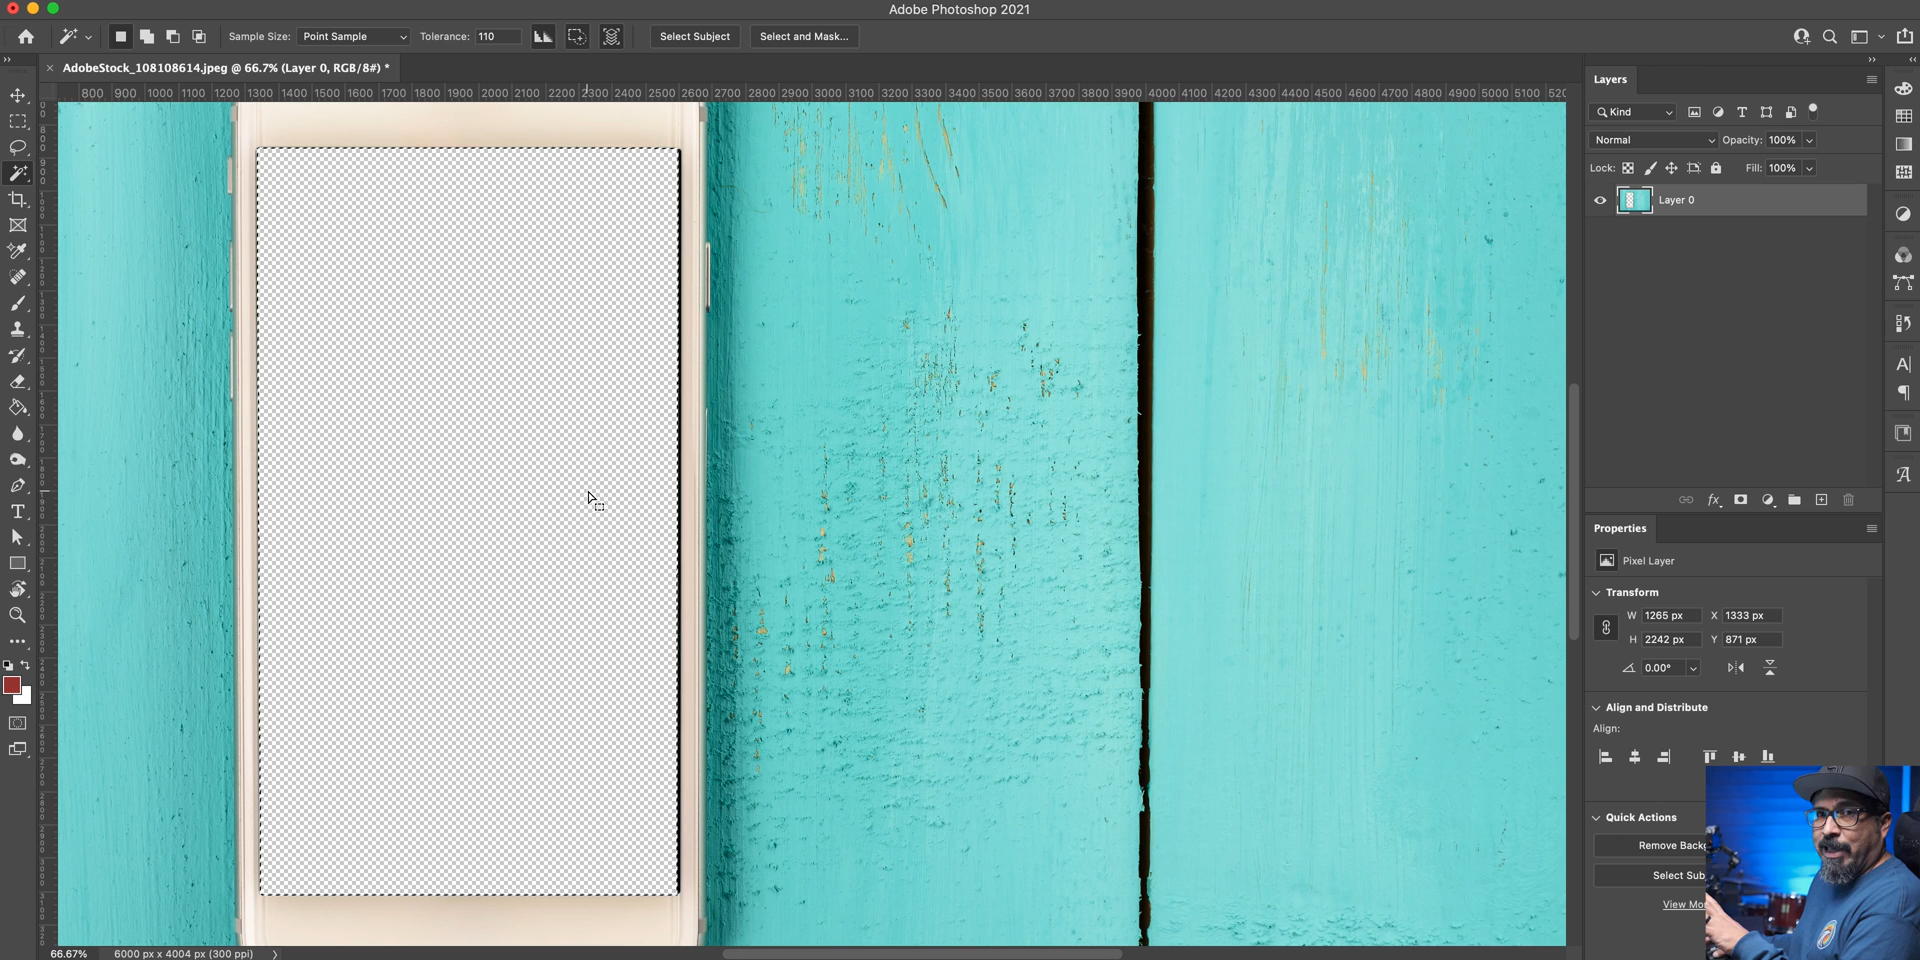 Adobe Photoshop 2021
Sample Size: Point Sample Tolerance: 110 Select Subject Select and Mask...
AdobeStock_108108614.jpeg @ 66.7% (Layer 0, RGB/8#) *
800 900 1000 1100 1200 1300 1400 1500 1600 1700 1800 1900 2000 2100 2200 2300 2400 2500 2600 2700 2800 2900 3000 3100 3200 3300 3400 3500 3600 3700 3800 3900 4000 4100 4200 4300 4400 4500 4600 4700 4800 4900 5000 5100
Layers
Kind
Normal Opacity: 100%
Lock: Fill: 100%
Layer 0
Properties
Pixel Layer
Transform
W 1265 px X 1333 px
H 2242 px Y 871 px
0.00°
Align and Distribute
Align:
Quick Actions
Remove
Select
View
66.67% 6000 px x 4004 px (300 ppi)